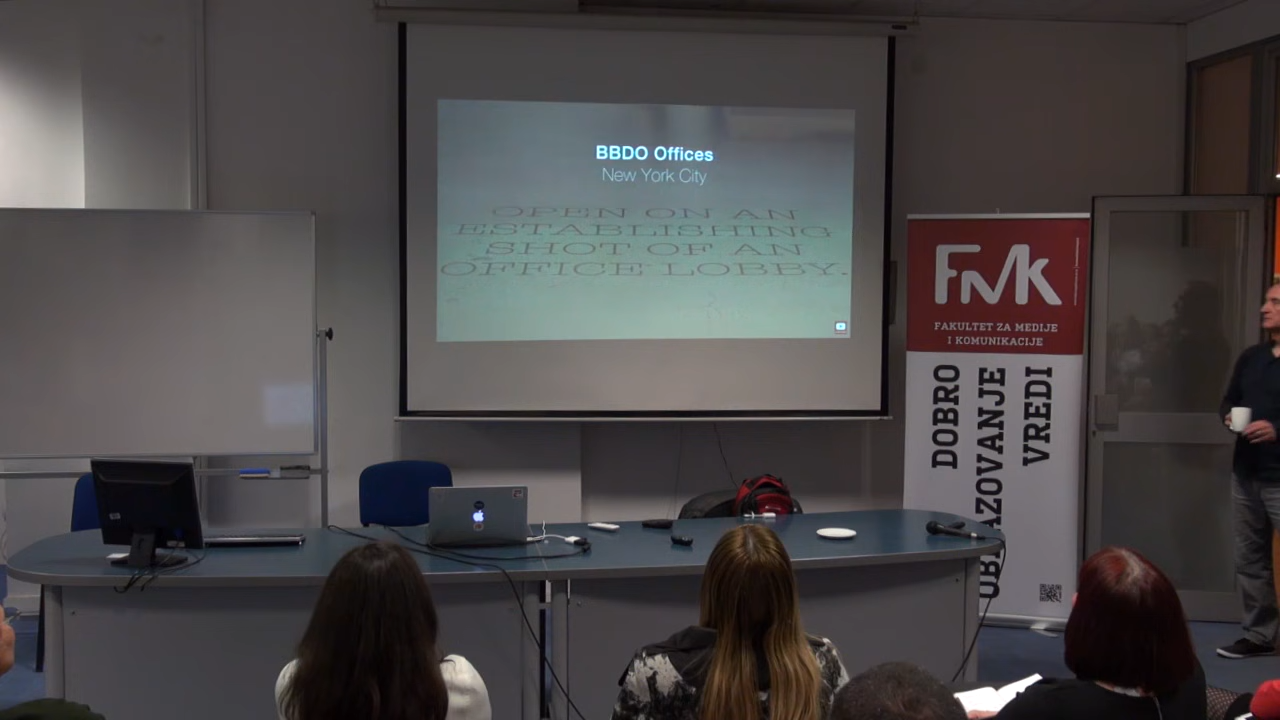 BBDO Offices
New York City
OPEN ON AN
ESTABLISHING
SHOT OF AN
OFFICE LOBBY.
FMK
FAKULTET ZA MEDIJE
I KOMUNIKACIJE
DOBRO
OBRAZOVANJE
VREDI